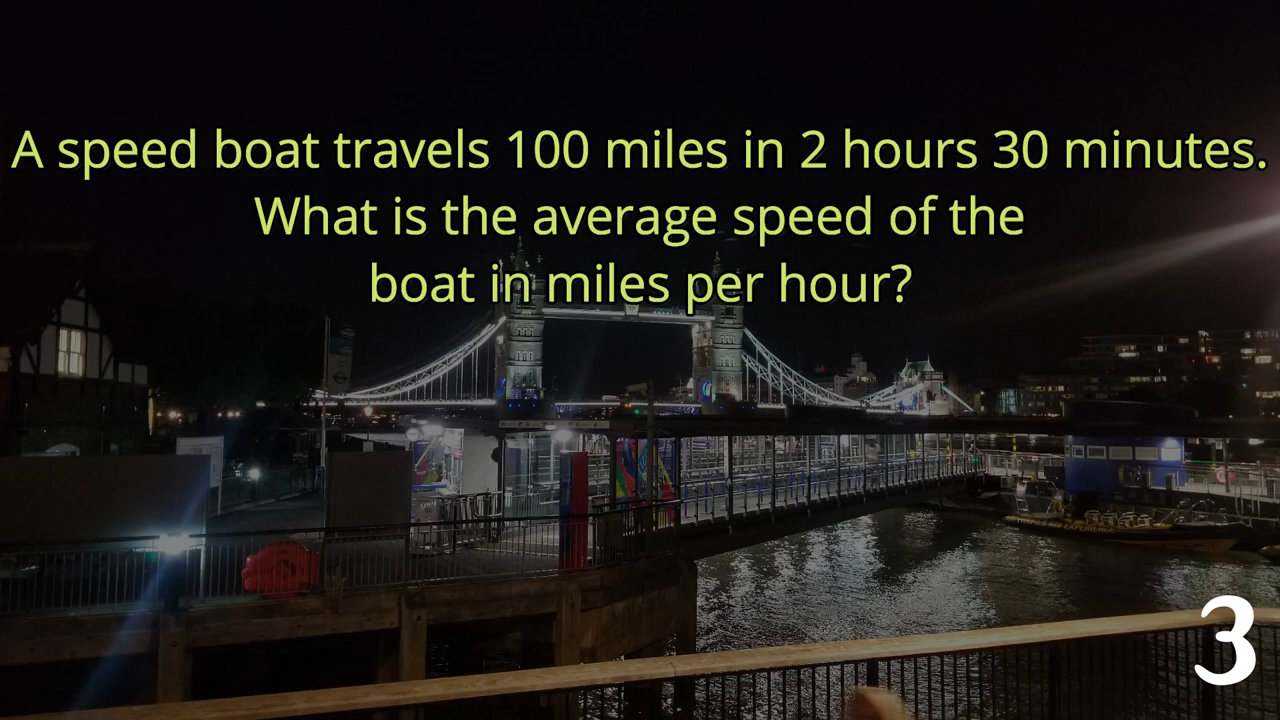 A speed boat travels 100 miles in 2 hours 30 minutes.
What is the average speed of the
boat in miles per hour?
3